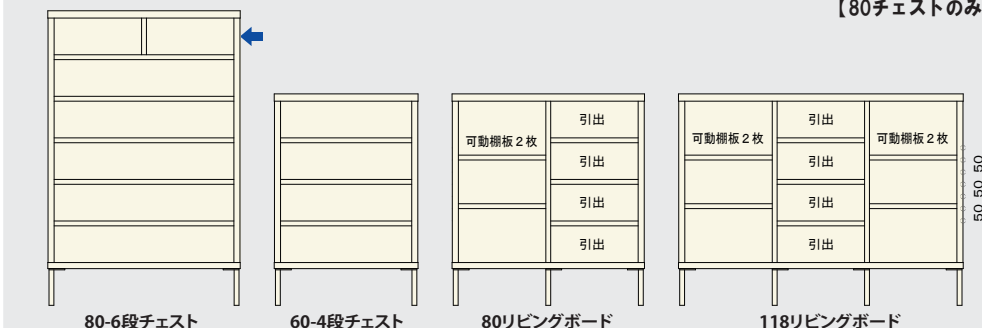 【80チェストのみ
可動棚板２枚
引出
引出
引出
引出
可動棚板２枚
引出
引出
引出
引出
可動棚板２枚
50 50 50
80-6段チェスト
60-4段チェスト
80リビングボード
118リビングボード